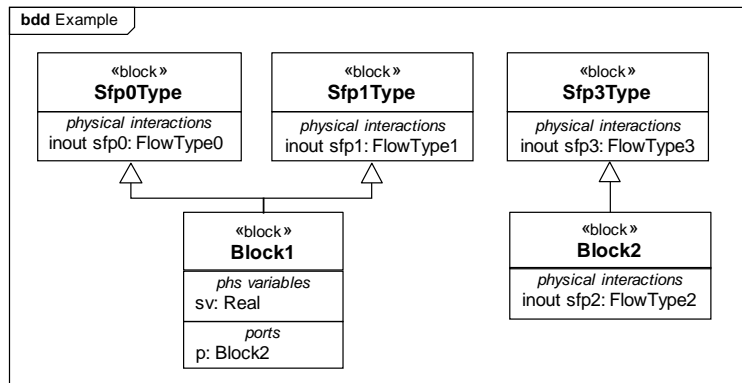 bdd Example
«block»
Sfp0Type
physical interactions
inout sfp0: FlowType0
«block»
Sfp1Type
physical interactions
inout sfp1: FlowType1
«block»
Sfp3Type
physical interactions
inout sfp3: FlowType3
«block»
Block1
phs variables
sv: Real
ports
p: Block2
«block»
Block2
physical interactions
inout sfp2: FlowType2